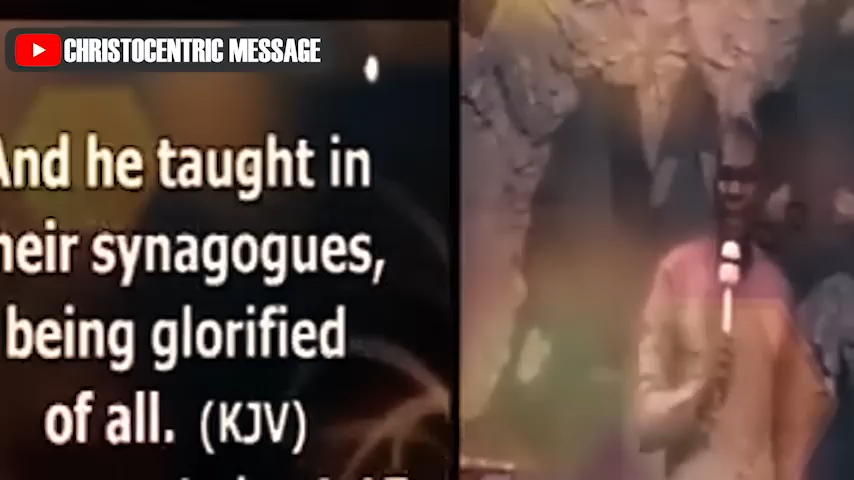 CHRISTOCENTRIC MESSAGE
And he taught in
heir synagogues,
being glorified
of all. (KJV)